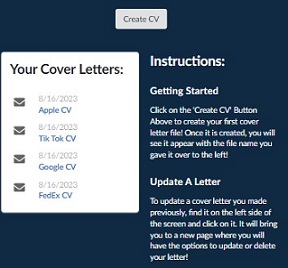 Create CV
Your Cover Letters:
8/16/2023
Apple CV
8/16/2023
Tik Tok CV
8/16/2023
Google CV
8/16/2023
FedEx CV
Instructions:
Getting Started
Click on the 'Create CV' Button
Above to create your first cover
letter file! Once it is created, you will
see it appear with the file name you
gave it over to the left!
Update A Letter
To update a cover letter you made
previously, find it on the left side of
the screen and click on it. It will bring
you to a new page where you will
have the options to update or delete
your letter!